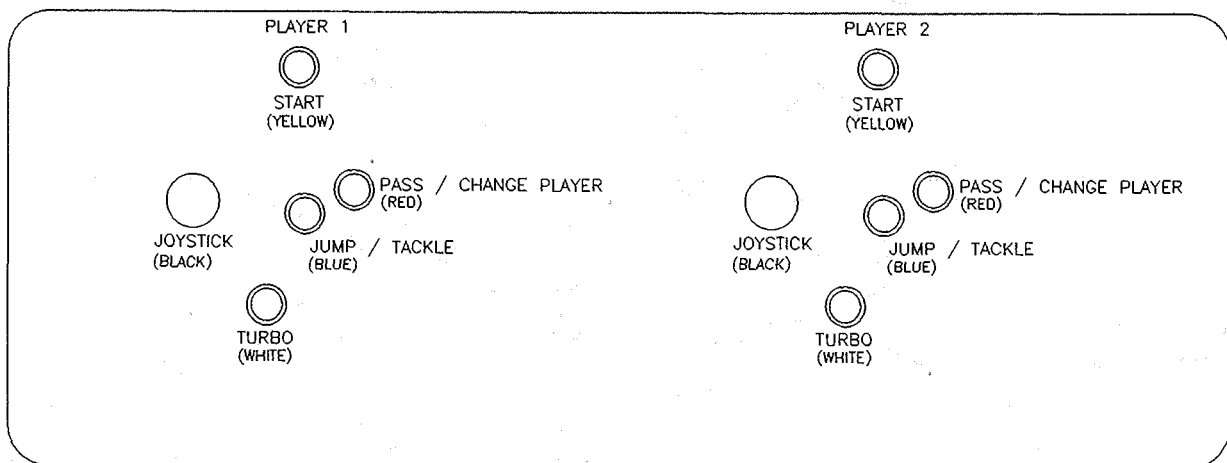 PLAYER 1
START
(YELLOW)
PASS / CHANGE PLAYER
(RED)
JOYSTICK
(BLACK)
JUMP / TACKLE
(BLUE)
TURBO
(WHITE)
PLAYER 2
START
(YELLOW)
PASS / CHANGE PLAYER
(RED)
JOYSTICK
(BLACK)
JUMP / TACKLE
(BLUE)
TURBO
(WHITE)